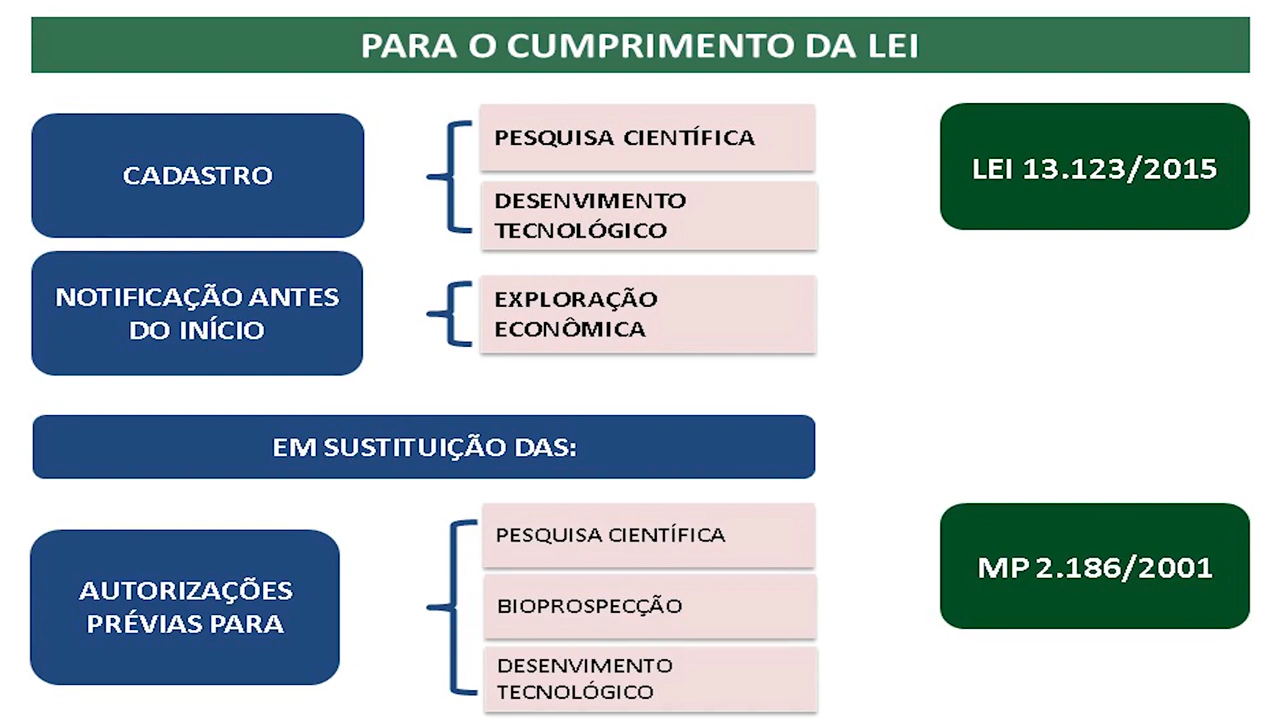 PARA O CUMPRIMENTO DA LEI
CADASTRO
PESQUISA CIENTÍFICA
DESENVIMENTO
TECNOLÓGICO
LEI 13.123/2015
NOTIFICAÇÃO ANTES
DO INÍCIO
EXPLORAÇÃO
ECONÔMICA
EM SUSTITUIÇÃO DAS:
AUTORIZAÇÕES
PRÉVIAS PARA
PESQUISA CIENTÍFICA
BIOPROSPECÇÃO
DESENVIMENTO
TECNOLÓGICO
MP 2.186/2001